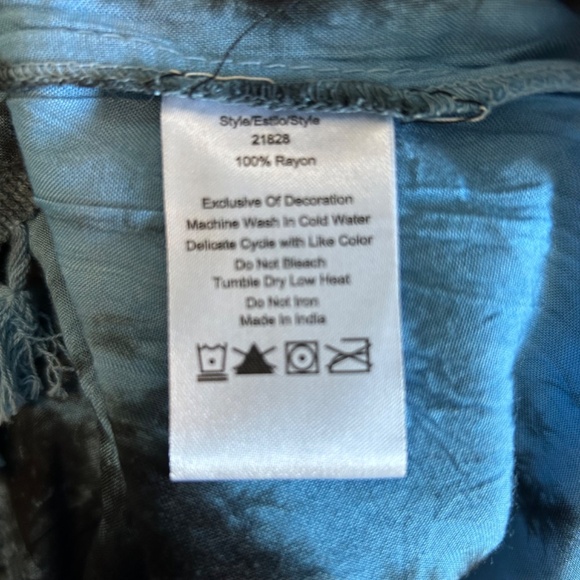 Style/Estilo/Style
21828
100% Rayon
Exclusive Of Decoration
Machine Wash In Cold Water
Delicate Cycle with Like Color
Do Not Bleach
Tumble Dry Low Heat
Do Not Iron
Made In India